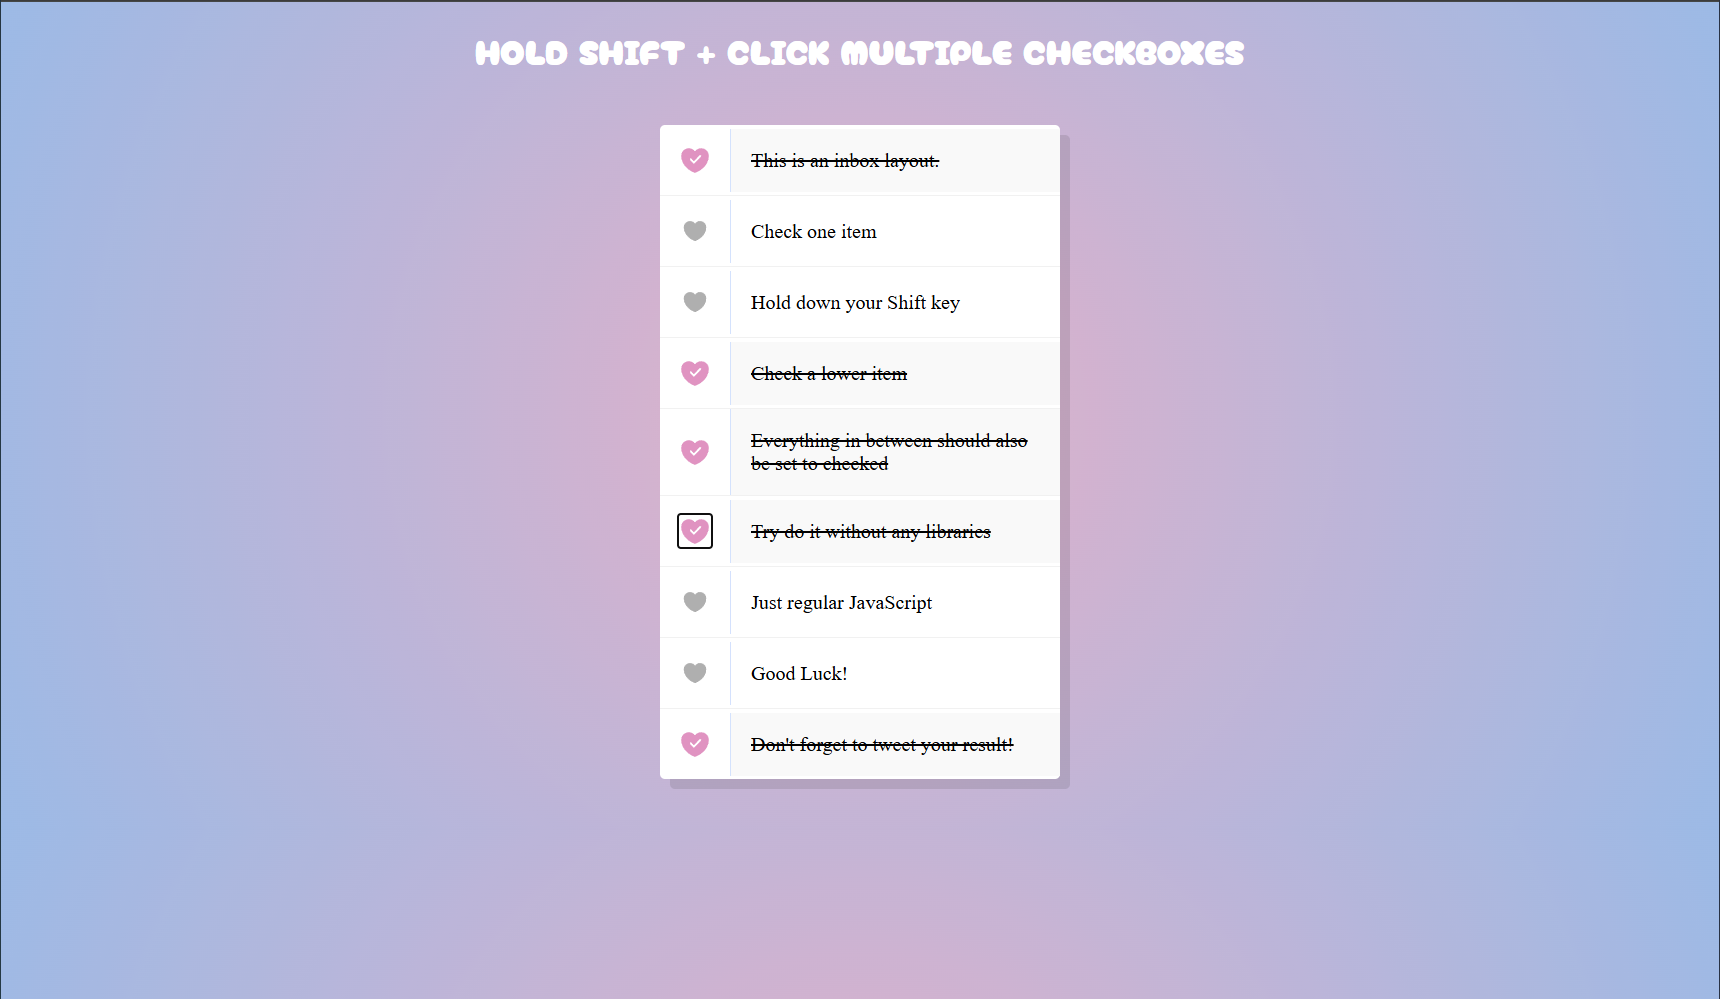 HOLD SHIFT + CLICK MULTIPLE CHECKBOXES
This is an inbox layout.
Check one item
Hold down your Shift key
Check a lower item
Everything in between should also
be set to checked
Try do it without any libraries
Just regular JavaScript
Good Luck!
Don't forget to tweet your result!